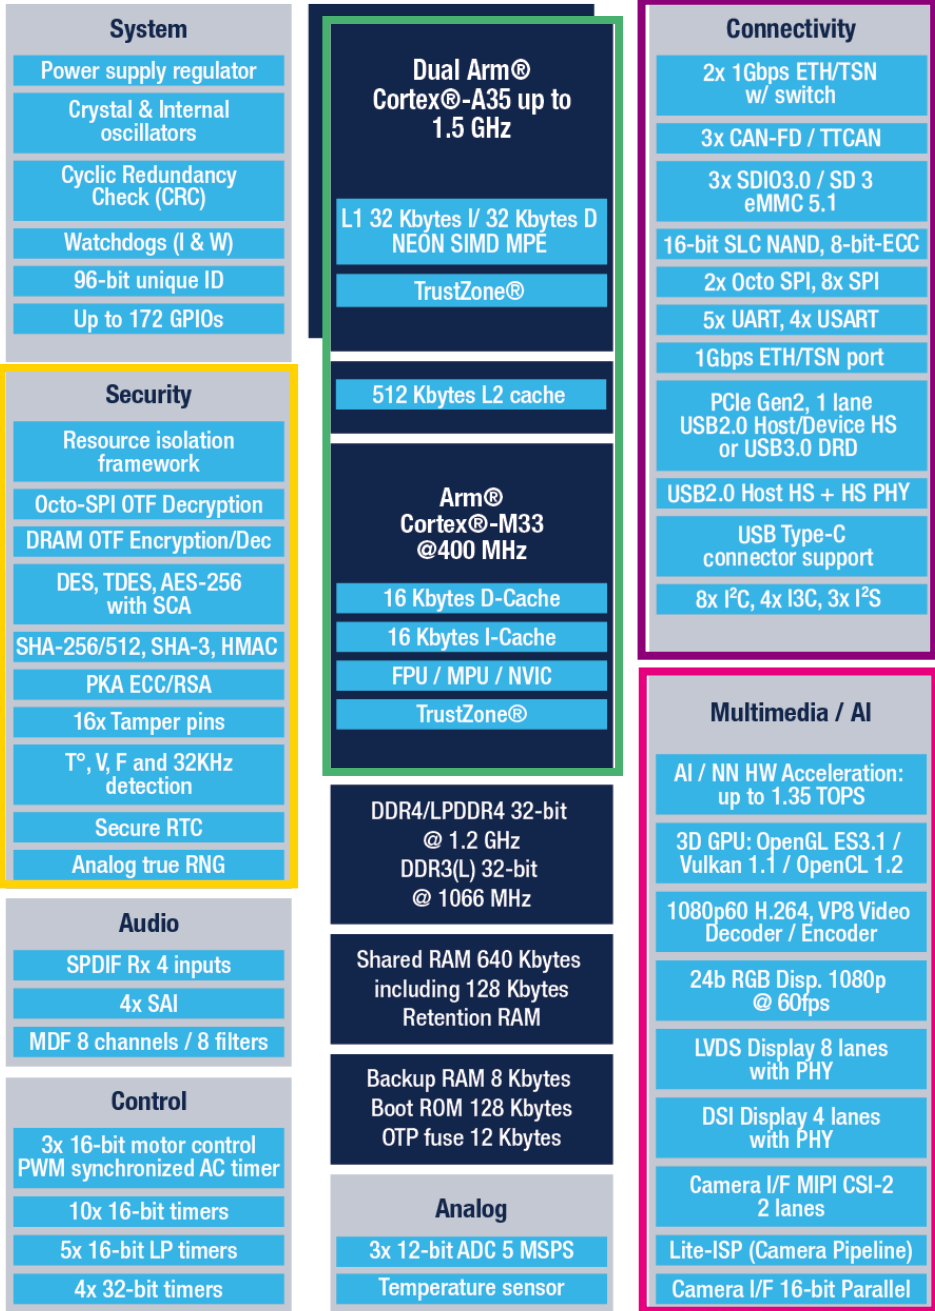 System
Power supply regulator
Crystal & Internal
oscillators
Cyclic Redundancy
Check (CRC)
Watchdogs (I & W)
96-bit unique ID
Up to 172 GPIOs
Security
Resource isolation
framework
Octo-SPI OTF Decryption
DRAM OTF Encryption/Dec
DES, TDES, AES-256
with SCA
SHA-256/512, SHA-3, HMAC
PKA ECC/RSA
16x Tamper pins
T°, V, F and 32KHz
detection
Secure RTC
Analog true RNG
Audio
SPDIF Rx 4 inputs
4x SAI
MDF 8 channels / 8 filters
Control
3x 16-bit motor control
PWM synchronized AC timer
10x 16-bit timers
5x 16-bit LP timers
4x 32-bit timers
Dual Arm®
Cortex®-A35 up to
1.5 GHz
L1 32 Kbytes I/ 32 Kbytes D
NEON SIMD MPE
TrustZone®
512 Kbytes L2 cache
Arm®
Cortex®-M33
@400 MHz
16 Kbytes D-Cache
16 Kbytes I-Cache
FPU / MPU / NVIC
TrustZone®
DDR4/LPDDR4 32-bit
@ 1.2 GHz
DDR3(L) 32-bit
@ 1066 MHz
Shared RAM 640 Kbytes
including 128 Kbytes
Retention RAM
Backup RAM 8 Kbytes
Boot ROM 128 Kbytes
OTP fuse 12 Kbytes
Analog
3x 12-bit ADC 5 MSPS
Temperature sensor
Connectivity
2x 1Gbps ETH/TSN
w/ switch
3x CAN-FD / TTCAN
3x SDIO3.0 / SD 3
eMMC 5.1
16-bit SLC NAND, 8-bit-ECC
2x Octo SPI, 8x SPI
5x UART, 4x USART
1Gbps ETH/TSN port
PCIe Gen2, 1 lane
USB2.0 Host/Device HS
or USB3.0 DRD
USB2.0 Host HS + HS PHY
USB Type-C
connector support
8x I²C, 4x I3C, 3x I²S
Multimedia / AI
AI / NN HW Acceleration:
up to 1.35 TOPS
3D GPU: OpenGL ES3.1 /
Vulkan 1.1 / OpenCL 1.2
1080p60 H.264, VP8 Video
Decoder / Encoder
24b RGB Disp. 1080p
@ 60fps
LVDS Display 8 lanes
with PHY
DSI Display 4 lanes
with PHY
Camera I/F MIPI CSI-2
2 lanes
Lite-ISP (Camera Pipeline)
Camera I/F 16-bit Parallel